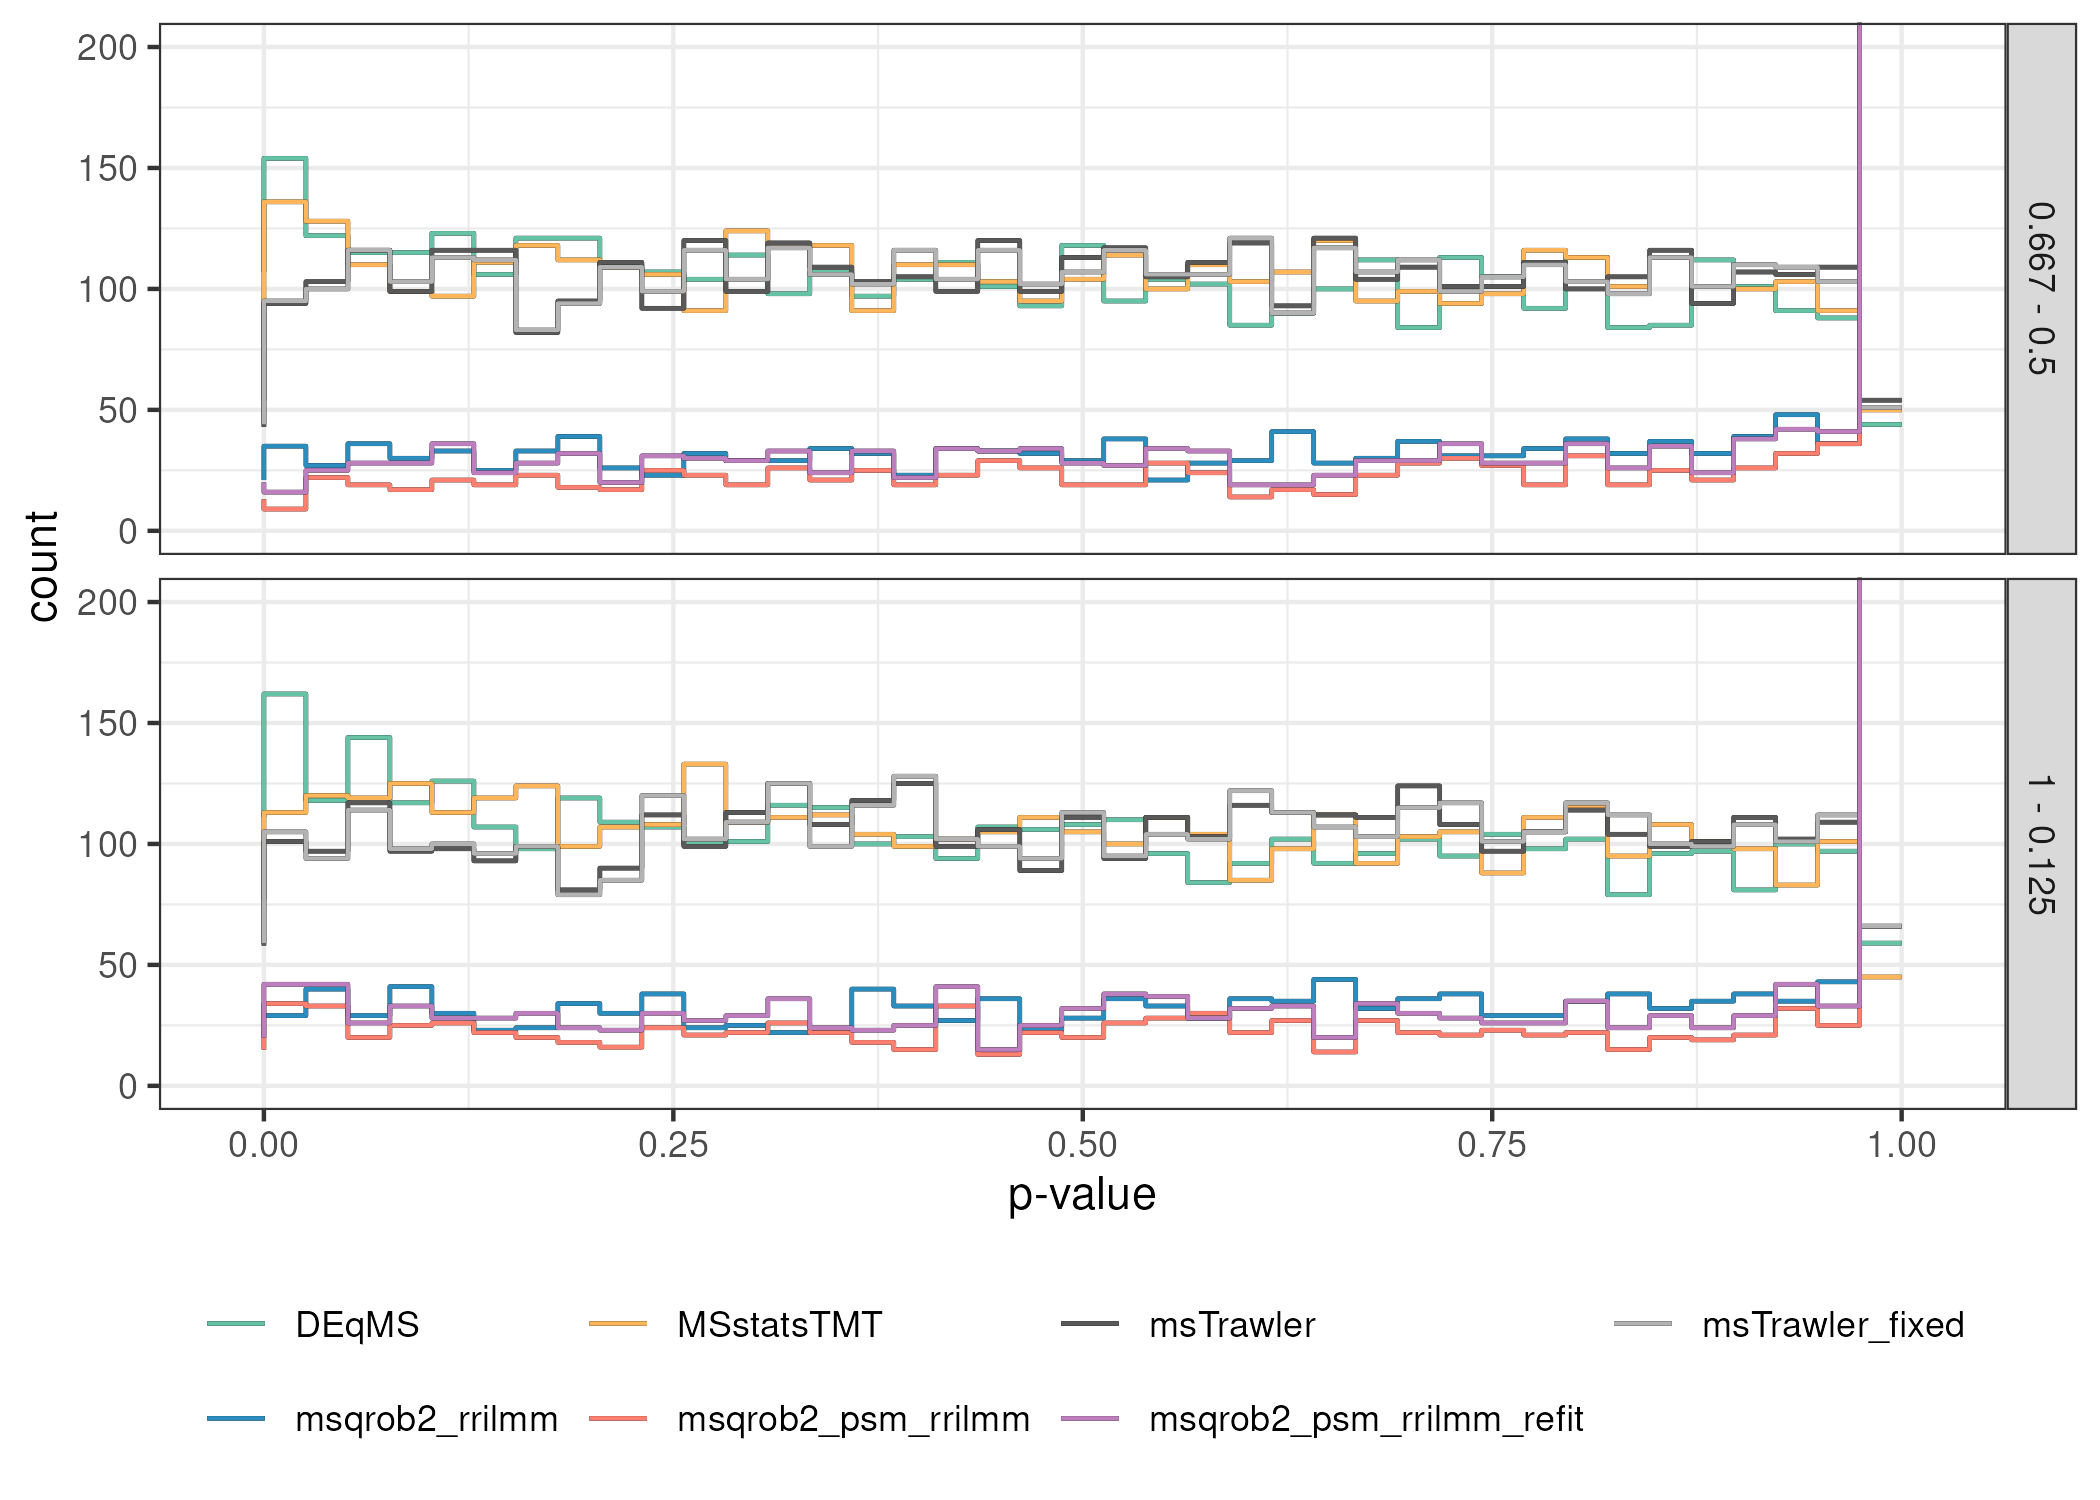 200
150
100
50
0
0.667 - 0.5
count
200
150
100
50
0
1 - 0.125
0.00 0.25 0.50 0.75 1.00
p-value
DEqMS MSstatsTMT msTrawler msTrawler_fixed
msqrob2_rrilmm msqrob2_psm_rrilmm msqrob2_psm_rrilmm_refit